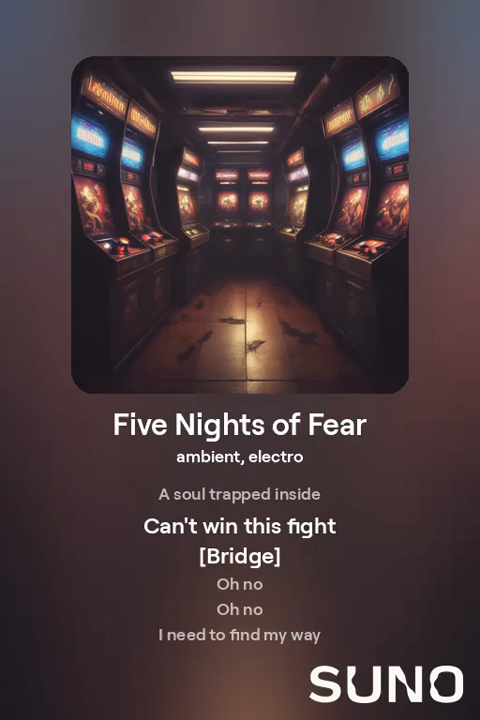 Five Nights of Fear
ambient, electro
A soul trapped inside
Can't win this fight
[Bridge]
Oh no
Oh no
I need to find my way
SUNO